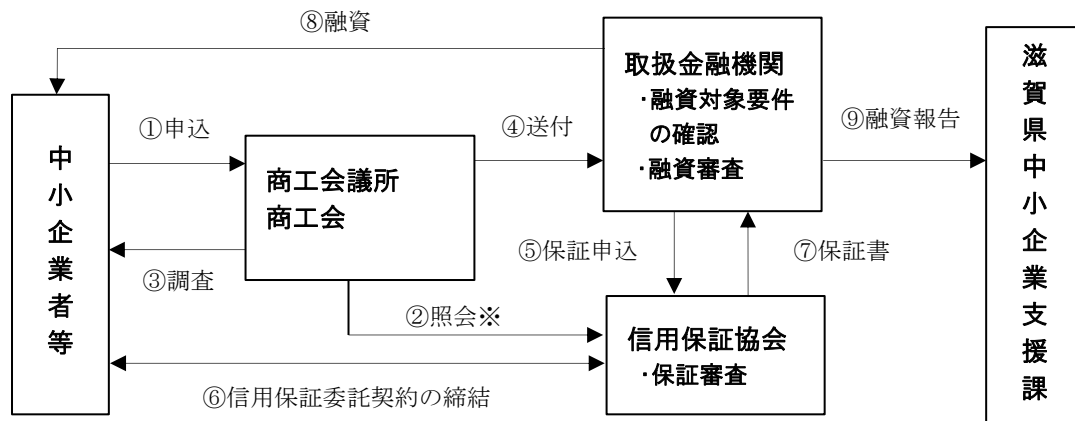 ⑧融資
取扱金融機関
・融資対象要件
の確認
・融資審査
滋賀県中小企業支援課
①申込
④送付
⑨融資報告
中小企業者等
商工会議所
商工会
③調査
⑤保証申込
⑦保証書
②照会※
信用保証協会
・保証審査
⑥信用保証委託契約の締結